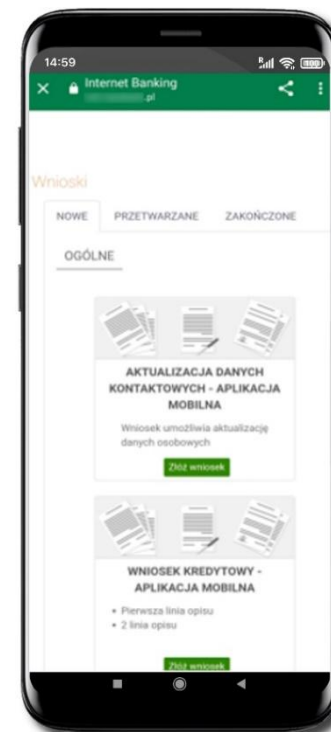 14:59
Internet Banking
.pl
Wnioski
NOWE PRZETWARZANE ZAKOŃCZONE
OGÓLNE
AKTUALIZACJA DANYCH
KONTAKTOWYCH - APLIKACJA
MOBILNA
Wniosek umożliwia aktualizację
danych osobowych
Złóż wniosek
WNIOSEK KREDYTOWY -
APLIKACJA MOBILNA
• Pierwsza linia opisu
• 2 linia opisu
Złóż wniosek